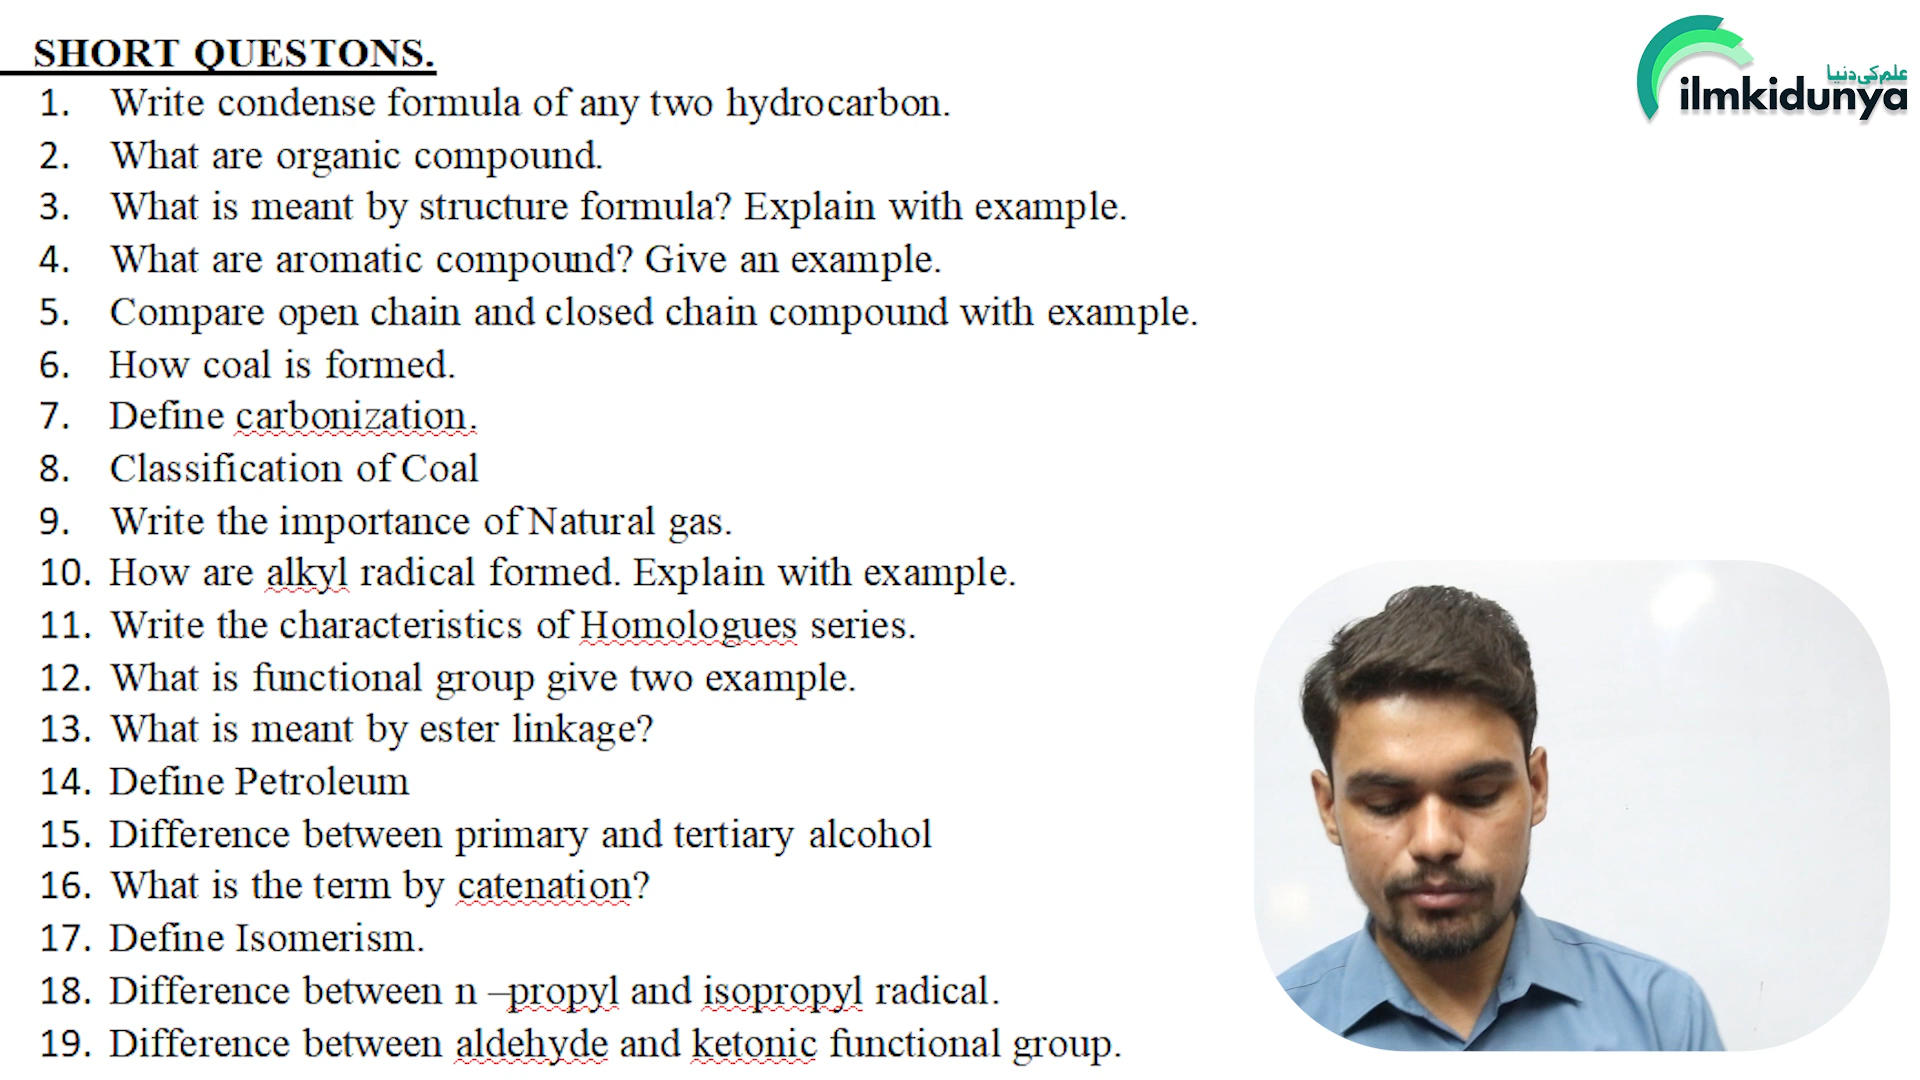 SHORT QUESTONS.
علم کی دنیا
ilmkidunya
1. Write condense formula of any two hydrocarbon.
2. What are organic compound.
3. What is meant by structure formula? Explain with example.
4. What are aromatic compound? Give an example.
5. Compare open chain and closed chain compound with example.
6. How coal is formed.
7. Define carbonization.
8. Classification of Coal
9. Write the importance of Natural gas.
10. How are alkyl radical formed. Explain with example.
11. Write the characteristics of Homologues series.
12. What is functional group give two example.
13. What is meant by ester linkage?
14. Define Petroleum
15. Difference between primary and tertiary alcohol
16. What is the term by catenation?
17. Define Isomerism.
18. Difference between n –propyl and isopropyl radical.
19. Difference between aldehyde and ketonic functional group.